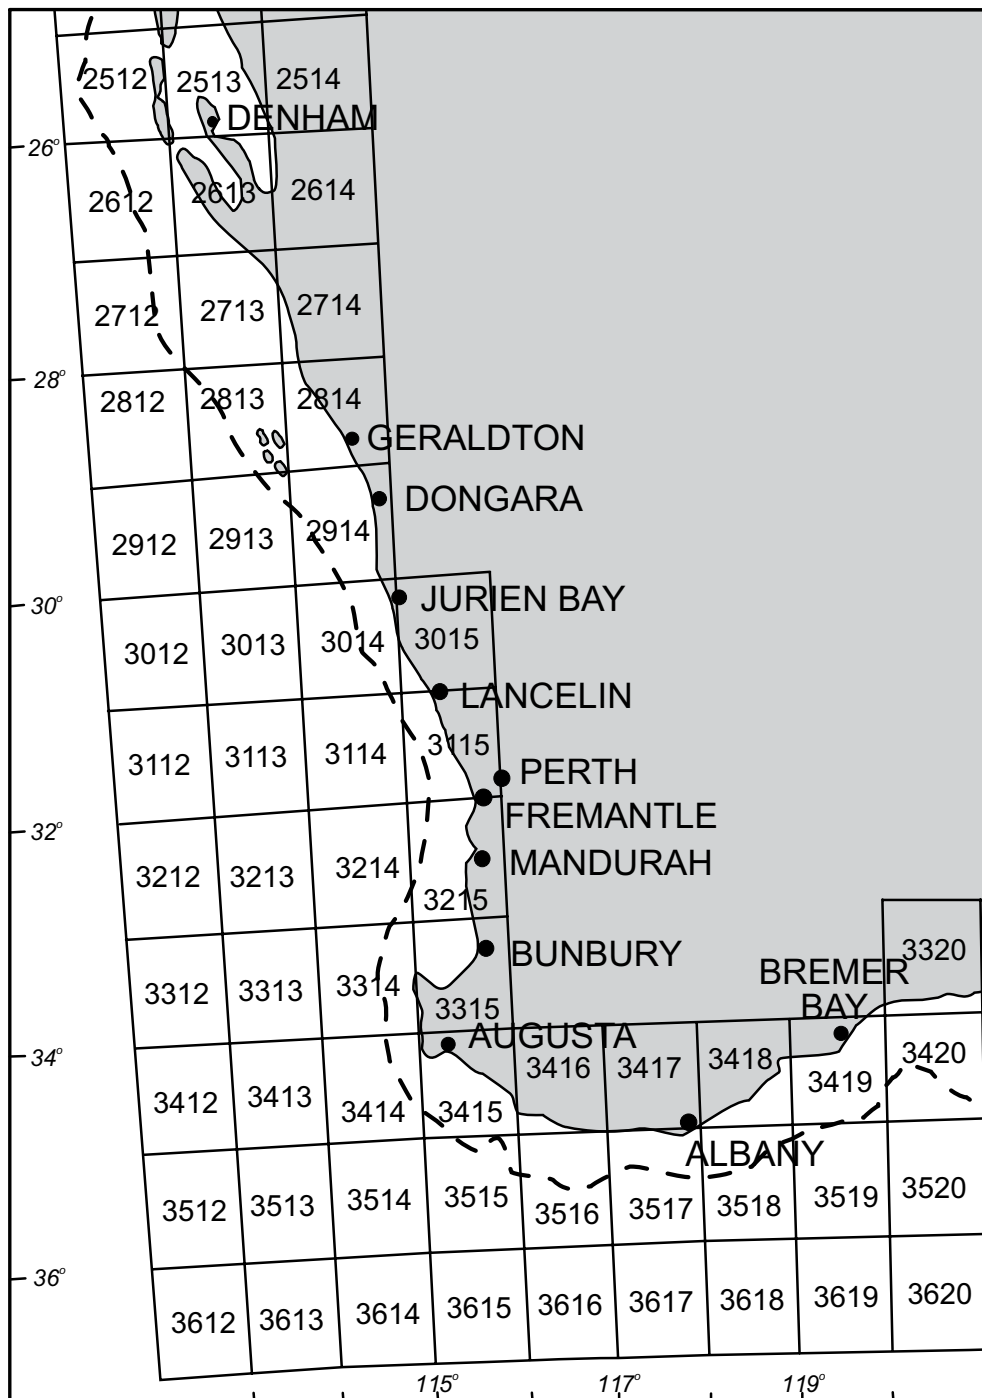 2512 2513 2514
DENHAM
26°
2612 2613 2614
2712 2713 2714
28°
2812 2813 2814
GERALDTON
DONGARA
2912 2913 2914
30°
JURIEN BAY
3012 3013 3014 3015
LANCELIN
3112 3113 3114 3115
PERTH
FREMANTLE
32°
MANDURAH
3212 3213 3214 3215
BUNBURY
3320
BREMER
BAY
3312 3313 3314 3315
AUGUSTA
34°
3412 3413 3414 3415 3416 3417 3418 3419 3420
ALBANY
3512 3513 3514 3515 3516 3517 3518 3519 3520
36°
3612 3613 3614 3615 3616 3617 3618 3619 3620
115° 117° 119°